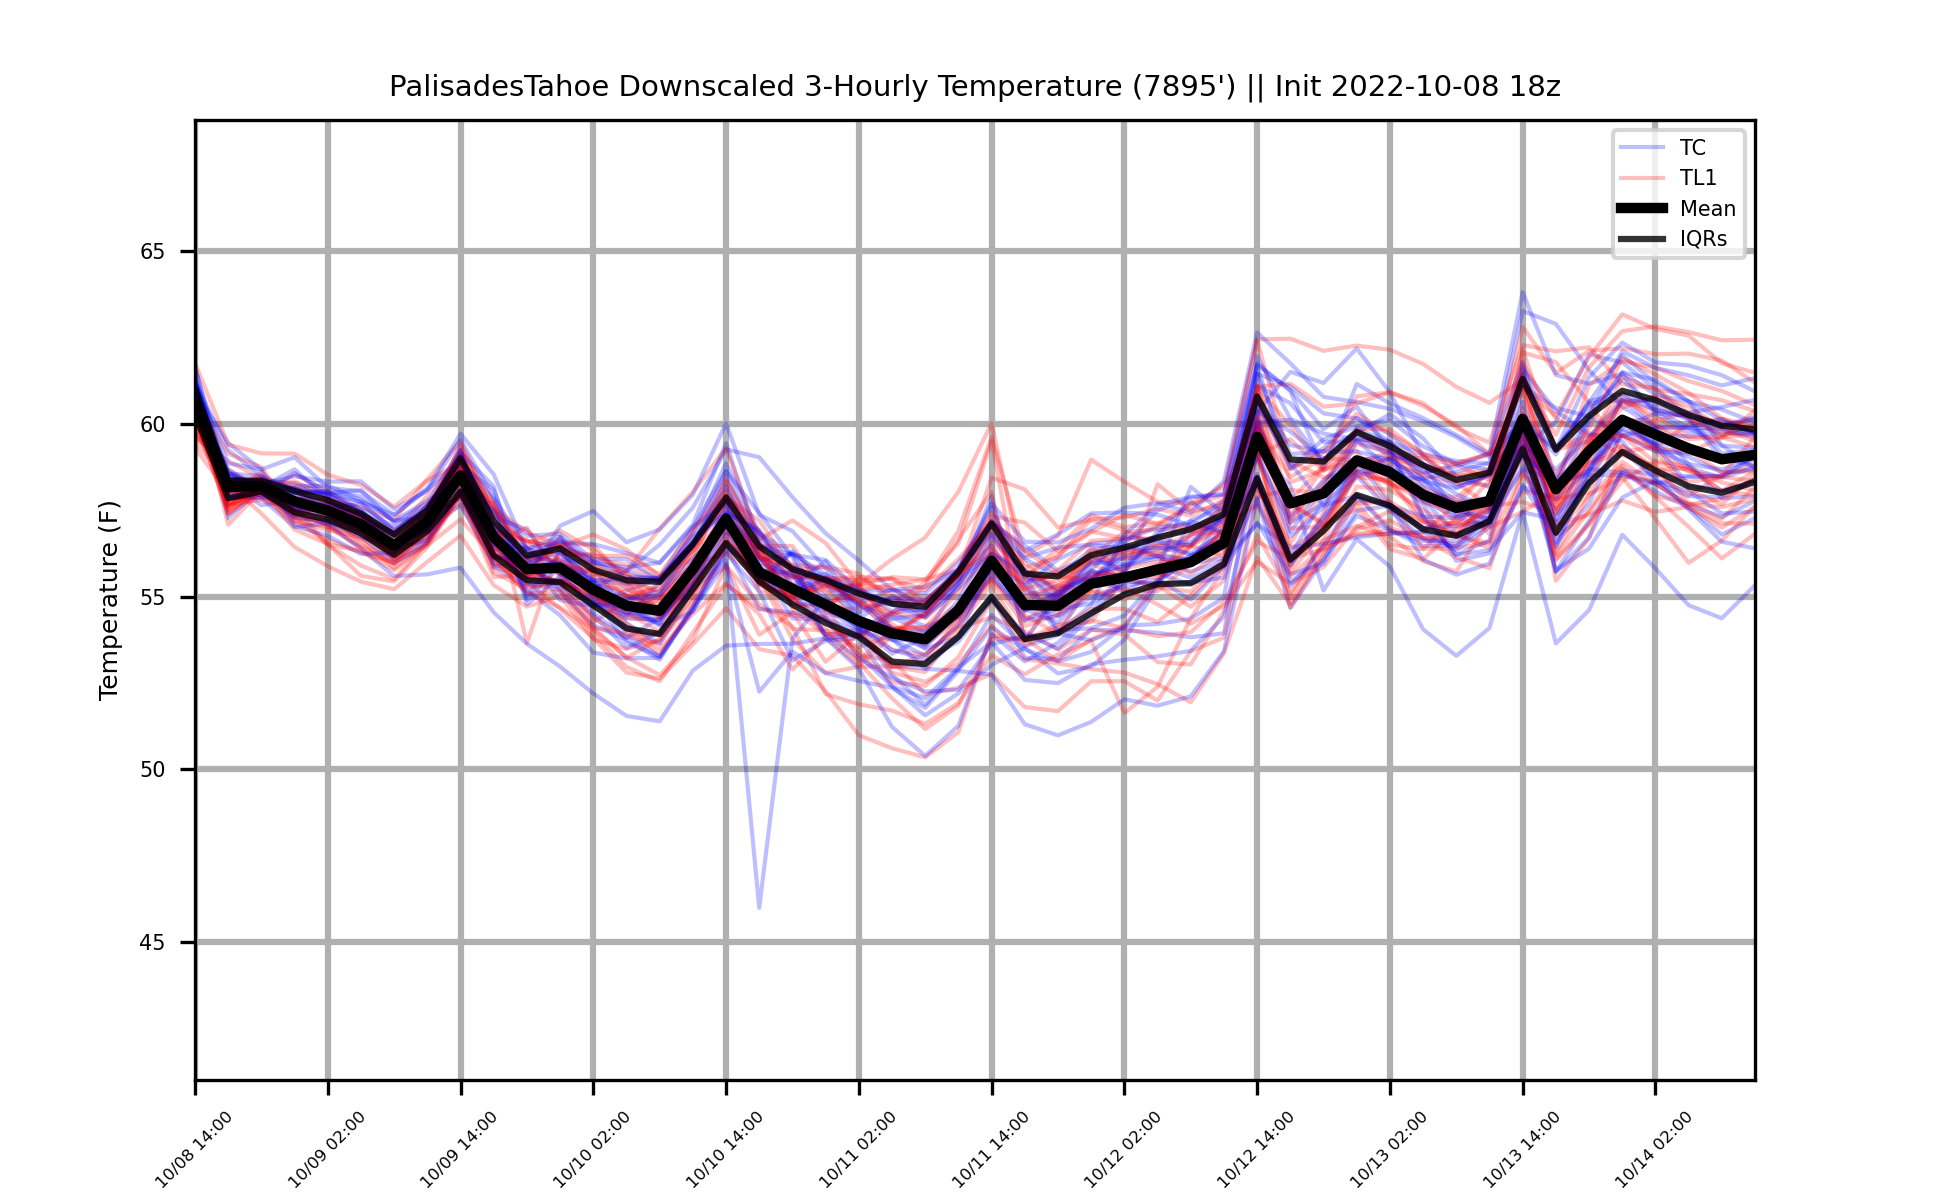 PalisadesTahoe Downscaled 3-Hourly Temperature (7895') || Init 2022-10-08 18z
TC
TL1
Mean
IQRs
Temperature (F)
65
60
55
50
45
10/08 14:00
10/09 02:00
10/09 14:00
10/10 02:00
10/10 14:00
10/11 02:00
10/11 14:00
10/12 02:00
10/12 14:00
10/13 02:00
10/13 14:00
10/14 02:00